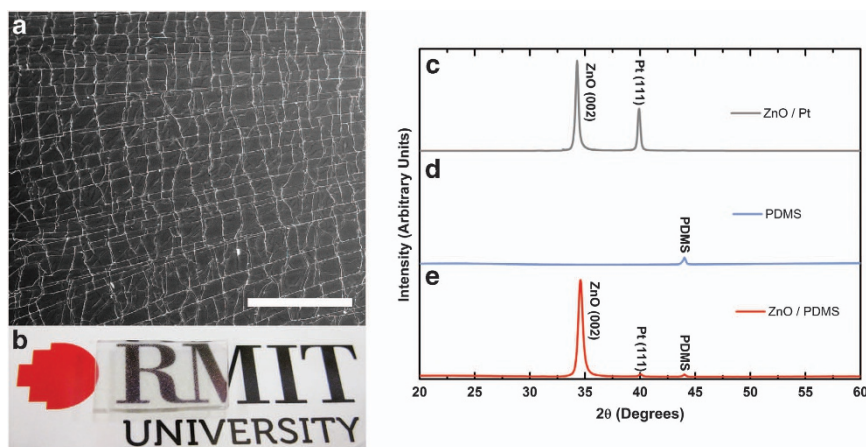 a
b
RMIT
UNIVERSITY
c
ZnO (002)
Pt (111)
ZnO / Pt
d
PDMS
PDMS
e
ZnO (002)
Pt (111)
PDMS
ZnO / PDMS
Intensity (Arbitrary Units)
20 25 30 35 40 45 50 55 60
2θ (Degrees)